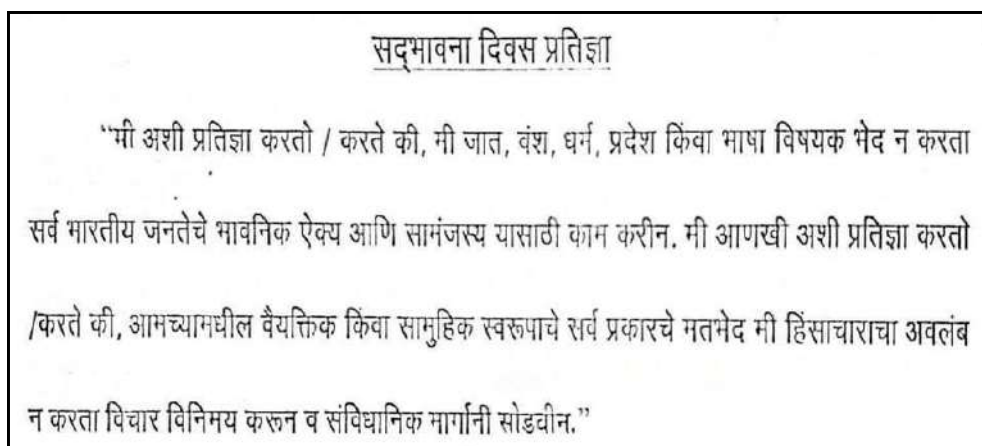 सद्‌भावना दिवस प्रतिज्ञा
“मी अशी प्रतिज्ञा करतो / करते की, मी जात, वंश, धर्म, प्रदेश किंवा भाषा विषयक भेद न करता
सर्व भारतीय जनतेचे भावनिक ऐक्य आणि सामंजस्य यासाठी काम करीन. मी आणखी अशी प्रतिज्ञा करतो
/करते की, आमच्यामधील वैयक्तिक किंवा सामुहिक स्वरूपाचे सर्व प्रकारचे मतभेद मी हिंसाचाराचा अवलंब
न करता विचार विनिमय करून व संविधानिक मार्गानी सोडवीन.”